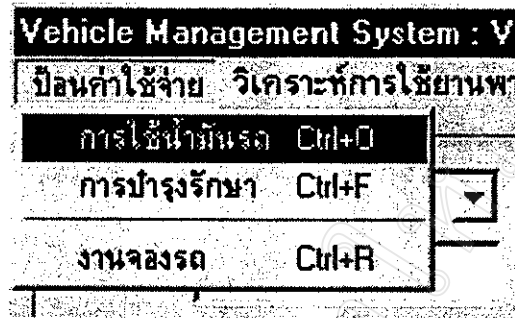 Vehicle Management System : V
ป้อนค่าใช้จ่าย วิเคราะห์การใช้ยานพา
การใช้น้ำมันรถ Ctrl+O
การบำรุงรักษา Ctrl+F
งานจองรถ Ctrl+R